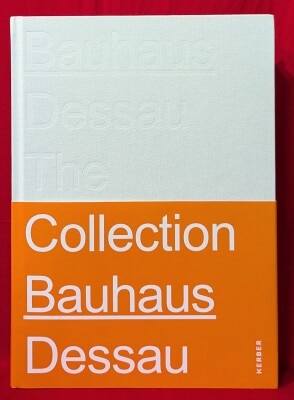 Bauhaus
Dessau
The
Collection
Bauhaus
Dessau
KERBER